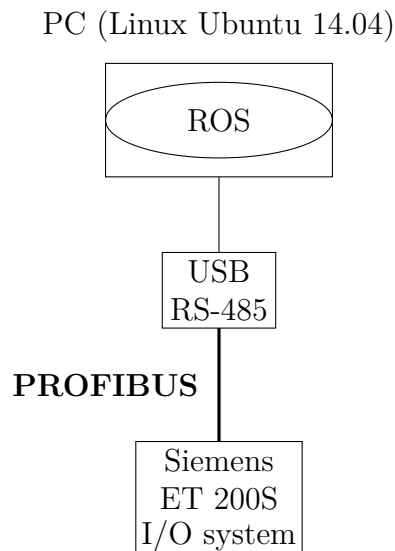 PC (Linux Ubuntu 14.04)
ROS
USB
RS-485
PROFIBUS
Siemens
ET 200S
I/O system